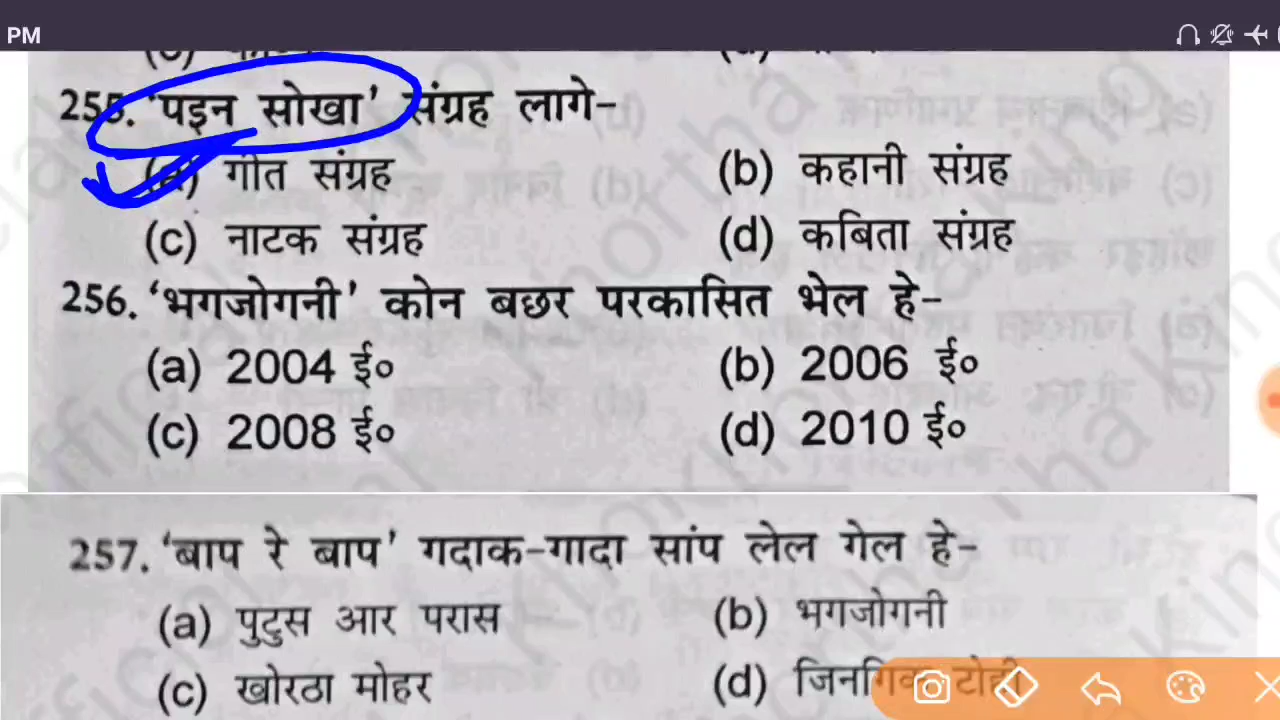 PM
255. 'पइन सोखा' संग्रह लागे-
(a) गीत संग्रह (b) कहानी संग्रह
(c) नाटक संग्रह (d) कबिता संग्रह
256. 'भगजोगनी' कोन बछर परकासित भेल हे-
(a) 2004 ई० (b) 2006 ई०
(c) 2008 ई० (d) 2010 ई०
257. 'बाप रे बाप' गदाक-गादा सांप लेल गेल हे-
(a) पुटुस आर परास (b) भगजोगनी
(c) खोरठा मोहर (d) जिनगिक टोही